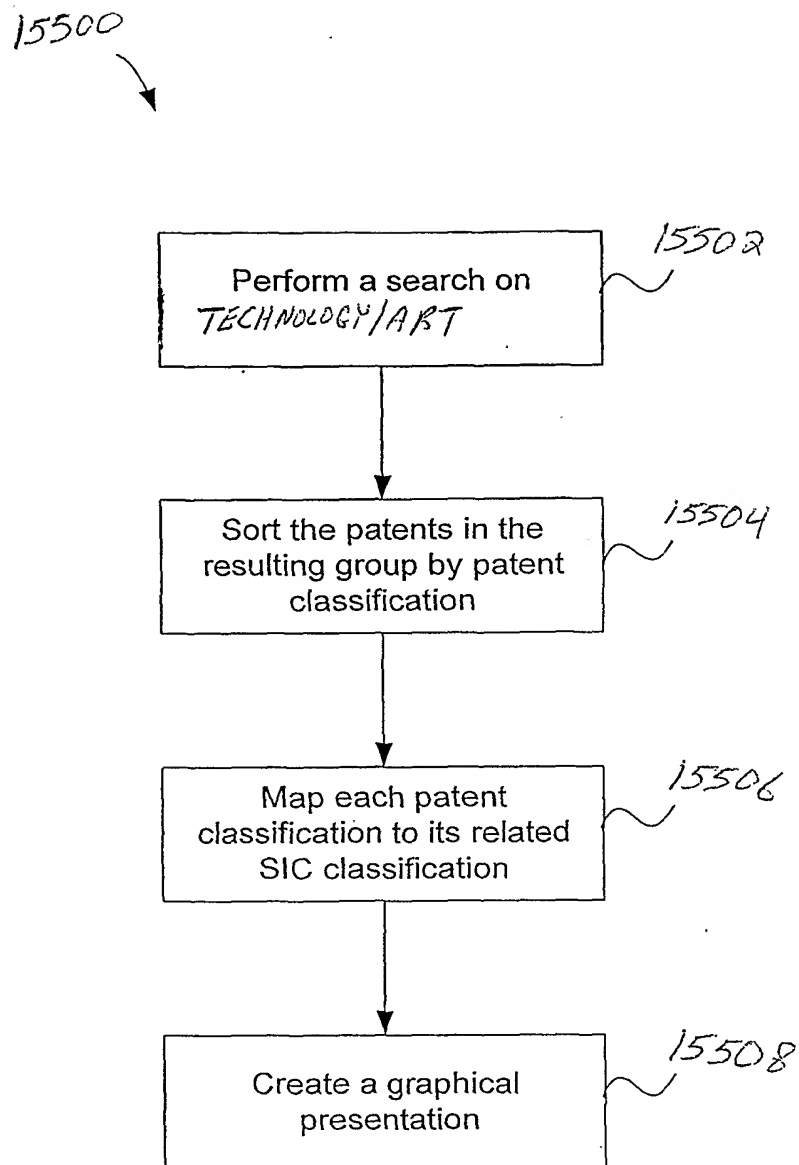 15500
15502
Perform a search on
TECHNOLOGY/ART
15504
Sort the patents in the
resulting group by patent
classification
15506
Map each patent
classification to its related
SIC classification
15508
Create a graphical
presentation